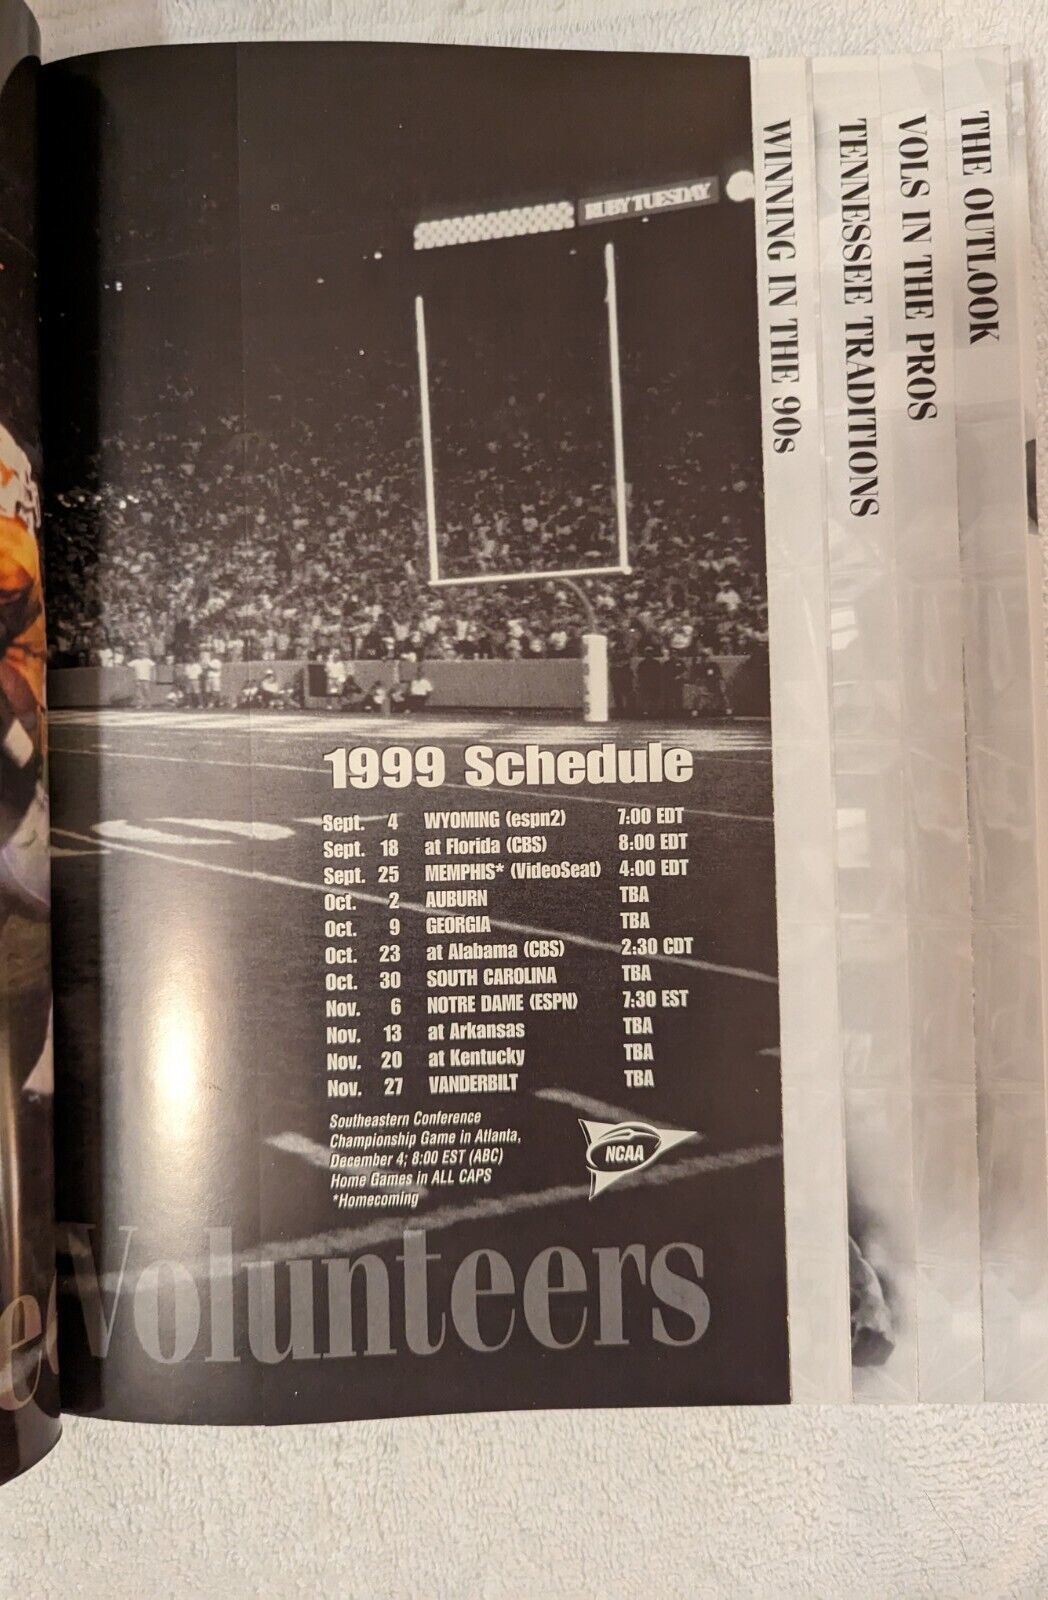 RUBY TUESDAY
THE OUTLOOK
VOLS IN THE PROS
TENNESSEE TRADITIONS
WINNING IN THE 90s
1999 Schedule
Sept. 4 WYOMING (espn2) 7:00 EDT
Sept. 18 at Florida (CBS) 8:00 EDT
Sept. 25 MEMPHIS* (VideoSeat) 4:00 EDT
Oct. 2 AUBURN TBA
Oct. 9 GEORGIA TBA
Oct. 23 at Alabama (CBS) 2:30 CDT
Oct. 30 SOUTH CAROLINA TBA
Nov. 6 NOTRE DAME (ESPN) 7:30 EST
Nov. 13 at Arkansas TBA
Nov. 20 at Kentucky TBA
Nov. 27 VANDERBILT TBA
Southeastern Conference
Championship Game in Atlanta,
December 4; 8:00 EST (ABC)
Home Games in ALL CAPS
*Homecoming
NCAA
Volunteers